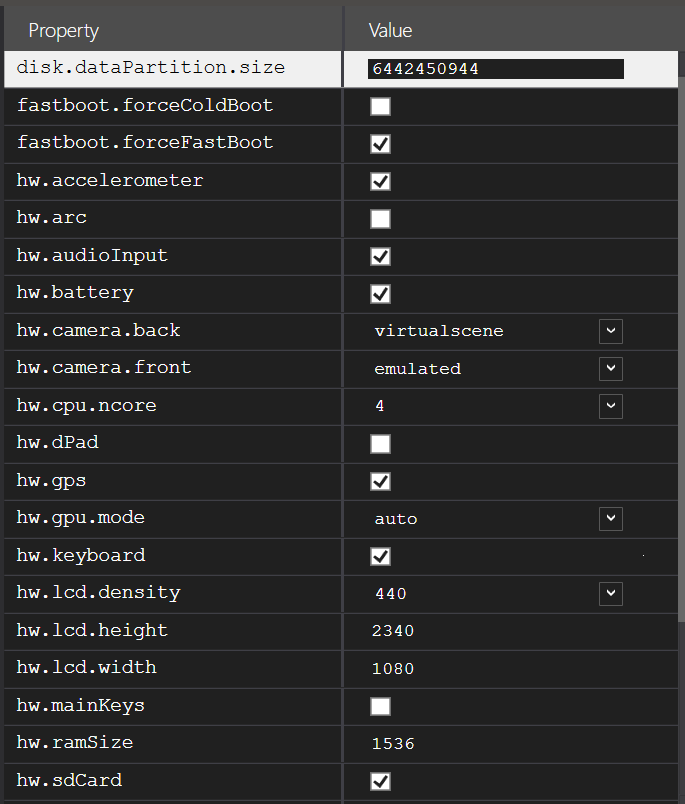 Property Value
disk.dataPartition.size 6442450944
fastboot.forceColdBoot
fastboot.forceFastBoot
hw.accelerometer
hw.arc
hw.audioInput
hw.battery
hw.camera.back virtualscene
hw.camera.front emulated
hw.cpu.ncore 4
hw.dPad
hw.gps
hw.gpu.mode auto
hw.keyboard
hw.lcd.density 440
hw.lcd.height 2340
hw.lcd.width 1080
hw.mainKeys
hw.ramSize 1536
hw.sdCard